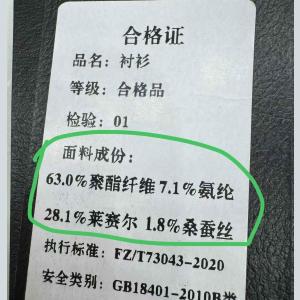 合格证
品名：衬衫
等级：合格品
检验：01
面料成份：
63.0%聚酯纤维 7.1%氨纶
28.1%莱赛尔 1.8%桑蚕丝
执行标准：FZ/T73043-2020
安全类别：GB18401-2010B类